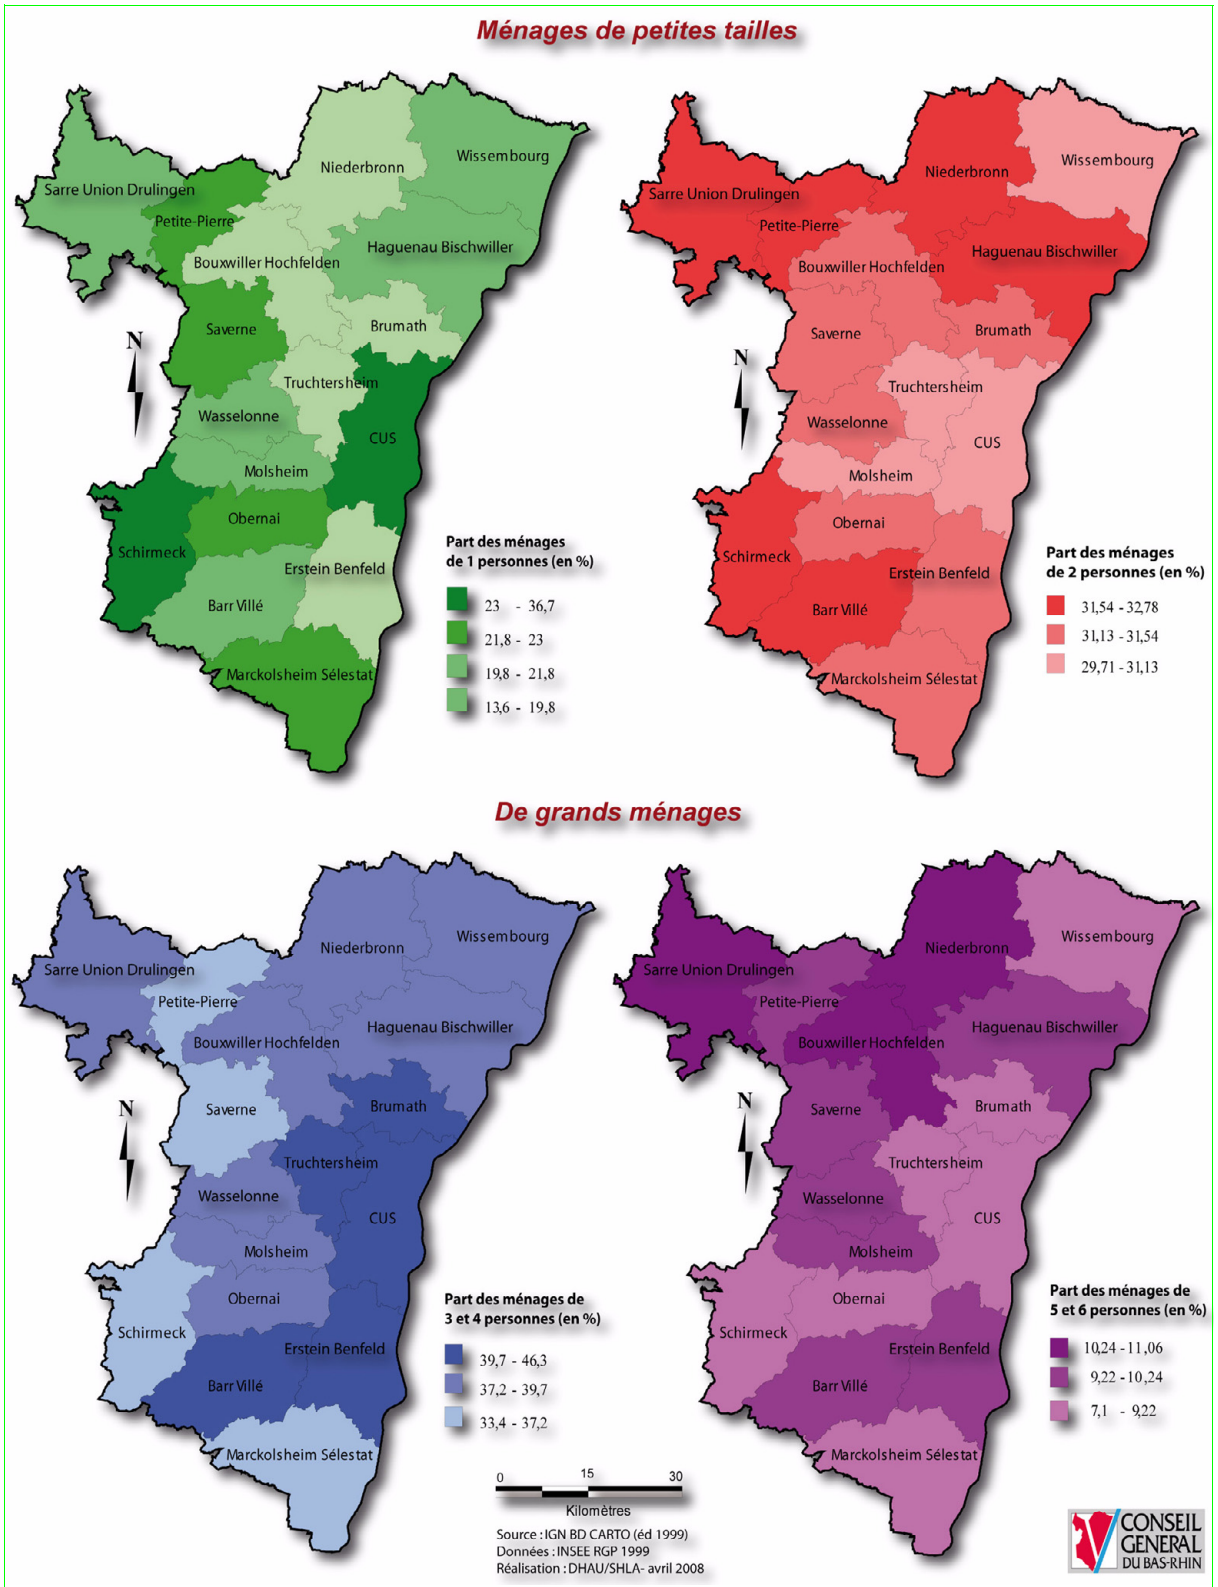 Ménages de petites tailles
Niederbronn
Wissembourg
Sarre Union Drulingen
Petite-Pierre
Haguenau Bischwiller
Bouxwiller Hochfelden
Saverne
Brumath
N
Truchtersheim
Wasselonne
CUS
Molsheim
Obernai
Schirmeck
Erstein Benfeld
Barr Villé
Marckolsheim Sélestat
Part des ménages
de 1 personnes (en %)
23 - 36,7
21,8 - 23
19,8 - 21,8
13,6 - 19,8
Wissembourg
Niederbronn
Sarre Union Drulingen
Petite-Pierre
Haguenau Bischwiller
Bouxwiller Hochfelden
Saverne
Brumath
N
Truchtersheim
Wasselonne
CUS
Molsheim
Obernai
Schirmeck
Erstein Benfeld
Barr Villé
Marckolsheim Sélestat
Part des ménages
de 2 personnes (en %)
31,54 - 32,78
31,13 - 31,54
29,71 - 31,13
De grands ménages
Niederbronn
Wissembourg
Sarre Union Drulingen
Petite-Pierre
Haguenau Bischwiller
Bouxwiller Hochfelden
Saverne
Brumath
N
Truchtersheim
Wasselonne
CUS
Molsheim
Obernai
Schirmeck
Erstein Benfeld
Barr Villé
Marckolsheim Sélestat
Part des ménages de
3 et 4 personnes (en %)
39,7 - 46,3
37,2 - 39,7
33,4 - 37,2
Wissembourg
Niederbronn
Sarre Union Drulingen
Petite-Pierre
Haguenau Bischwiller
Bouxwiller Hochfelden
Saverne
Brumath
N
Truchtersheim
Wasselonne
CUS
Molsheim
Obernai
Schirmeck
Erstein Benfeld
Barr Villé
Marckolsheim Sélestat
Part des ménages de
5 et 6 personnes (en %)
10,24 - 11,06
9,22 - 10,24
7,1 - 9,22
0 15 30
Kilomètres
Source : IGN BD CARTO (éd 1999)
Données : INSEE RGP 1999
Réalisation : DHAU/SHLA- avril 2008
CONSEIL
GENERAL
DU BAS-RHIN